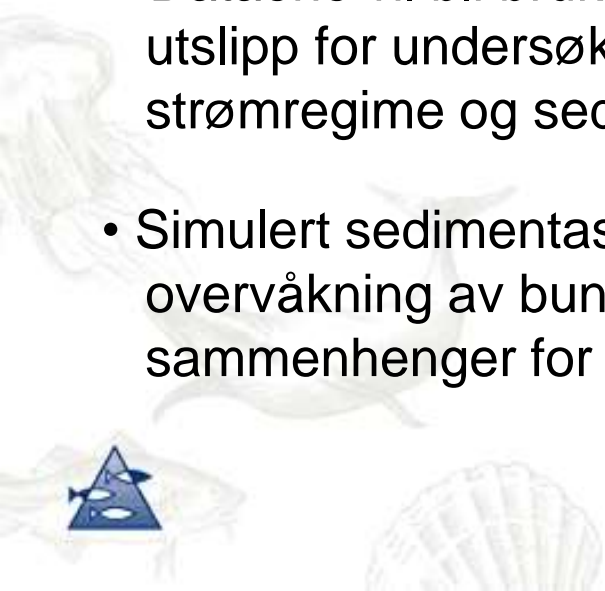 utslipp for undersøk
strømregime og sed
• Simulert sedimentas
overvåkning av bun
sammenhenger for